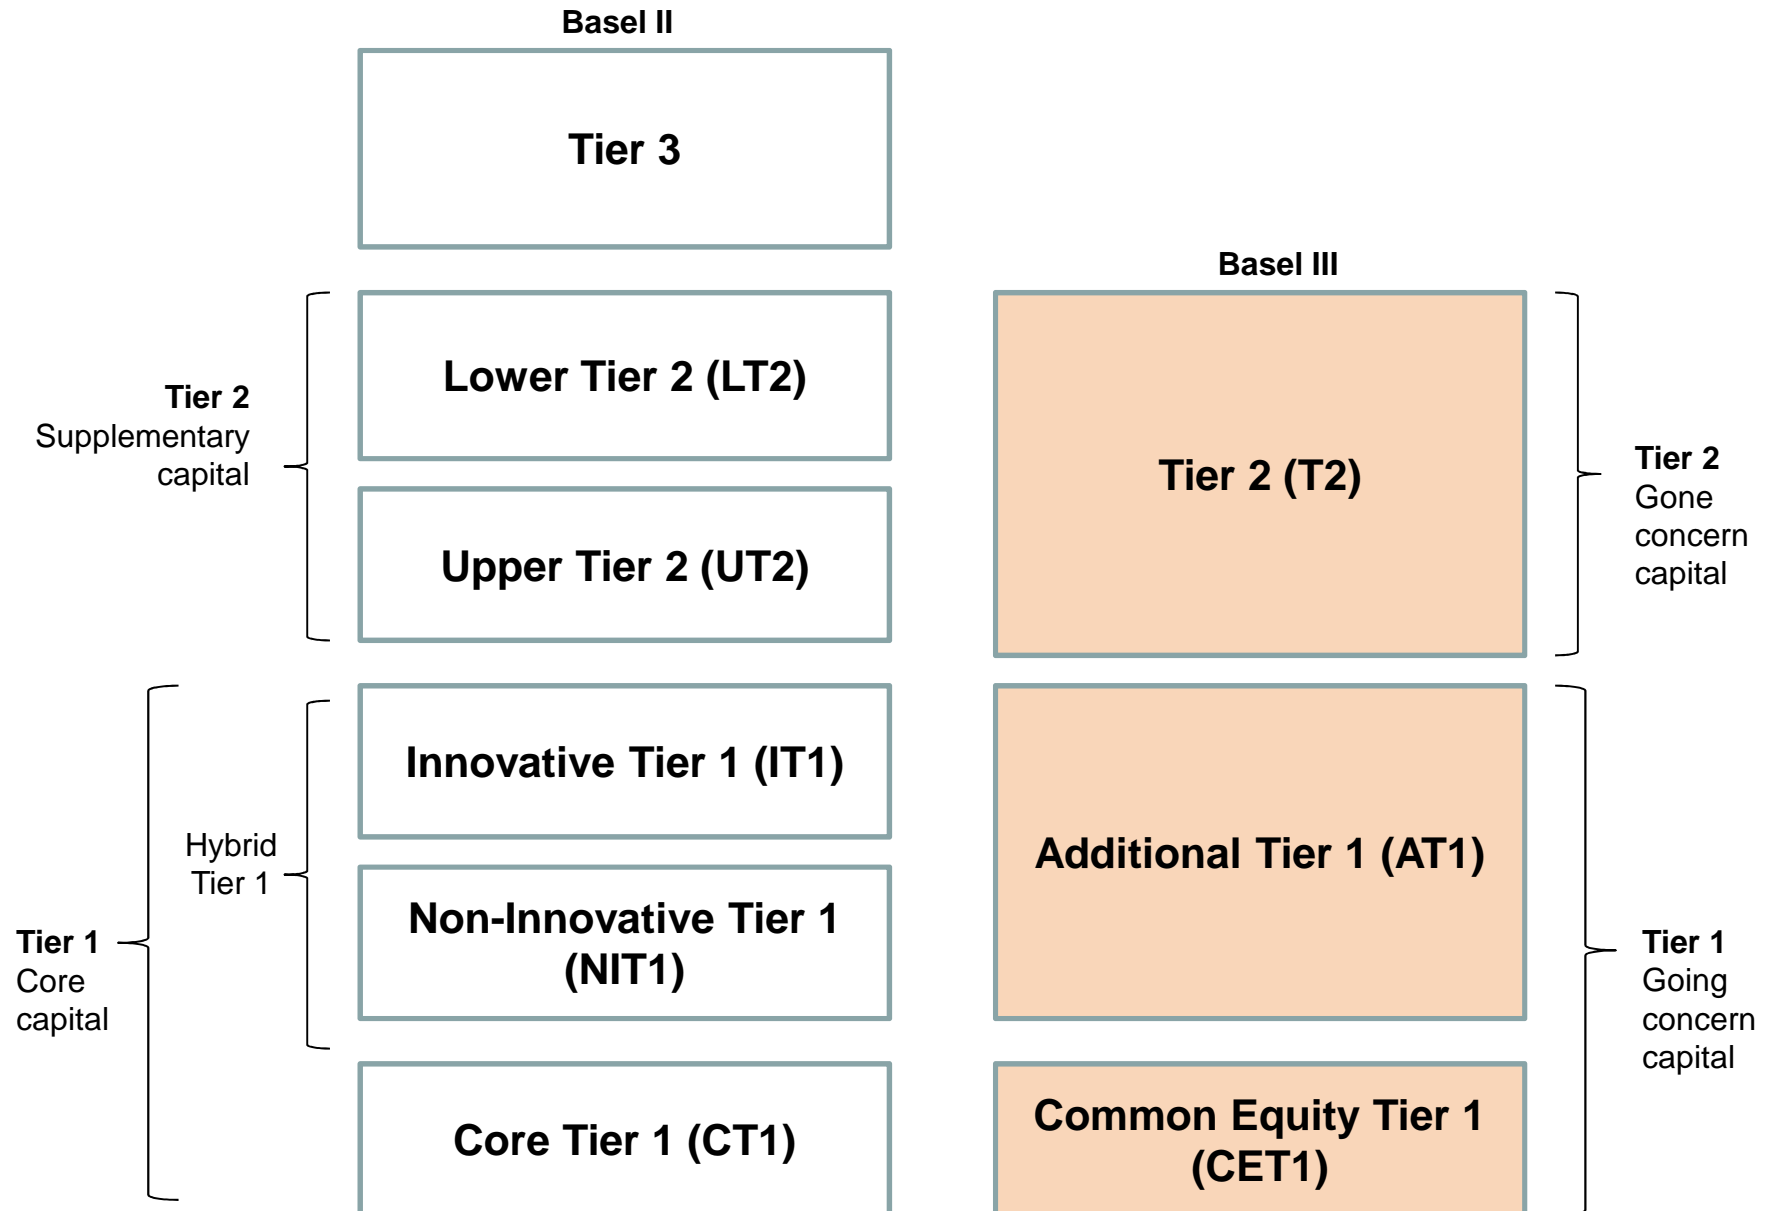 Basel II
Tier 3
Basel III
Lower Tier 2 (LT2)
Tier 2
Supplementary
capital
Upper Tier 2 (UT2)
Tier 2 (T2)
Tier 2
Gone
concern
capital
Innovative Tier 1 (IT1)
Hybrid
Tier 1
Non-Innovative Tier 1
(NIT1)
Tier 1
Core
capital
Core Tier 1 (CT1)
Additional Tier 1 (AT1)
Common Equity Tier 1
(CET1)
Tier 1
Going
concern
capital